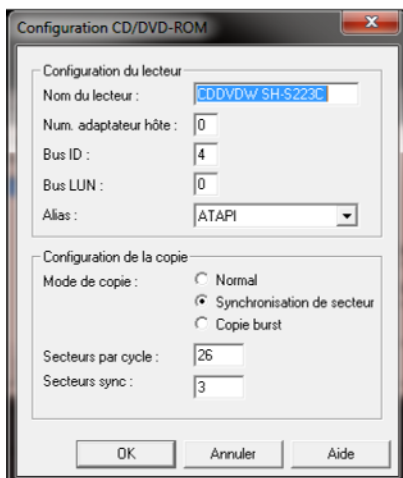 Configuration CD/DVD-ROM
Configuration du lecteur
Nom du lecteur : CDDVDW SH-S223C
Num. adaptateur hôte : 0
Bus ID : 4
Bus LUN : 0
Alias : ATAPI
Configuration de la copie
Mode de copie : Normal
Synchronisation de secteur
Copie burst
Secteurs par cycle : 26
Secteurs sync : 3
OK Annuler Aide